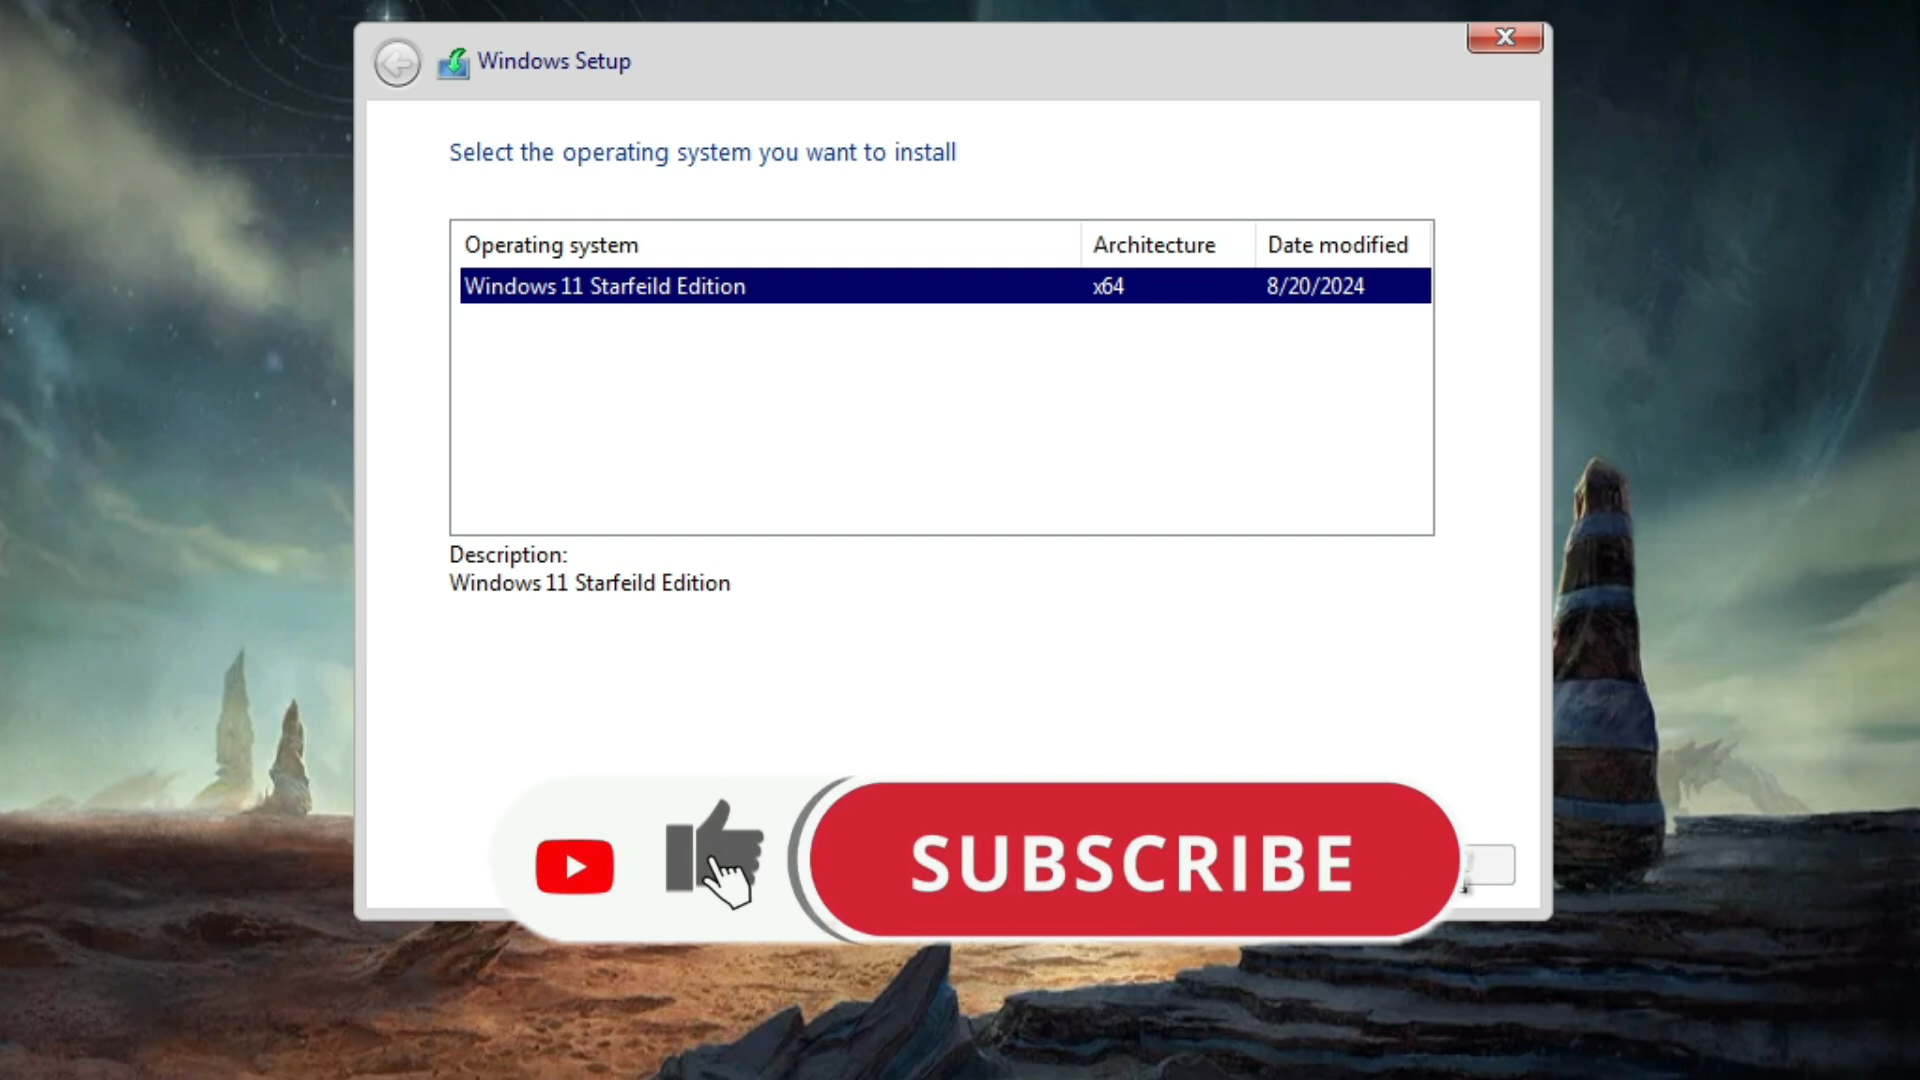 Windows Setup
Select the operating system you want to install
Operating system Architecture Date modified
Windows 11 Starfeild Edition x64 8/20/2024
Description:
Windows 11 Starfeild Edition
SUBSCRIBE